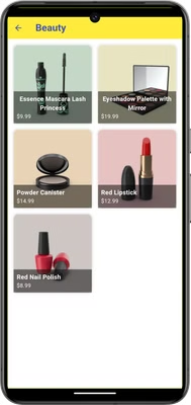 Beauty
Essence Mascara Lash
Princess
$9.99
Eyeshadow Palette with
Mirror
$19.99
Powder Canister
$14.99
Red Lipstick
$12.99
Red Nail Polish
$8.99